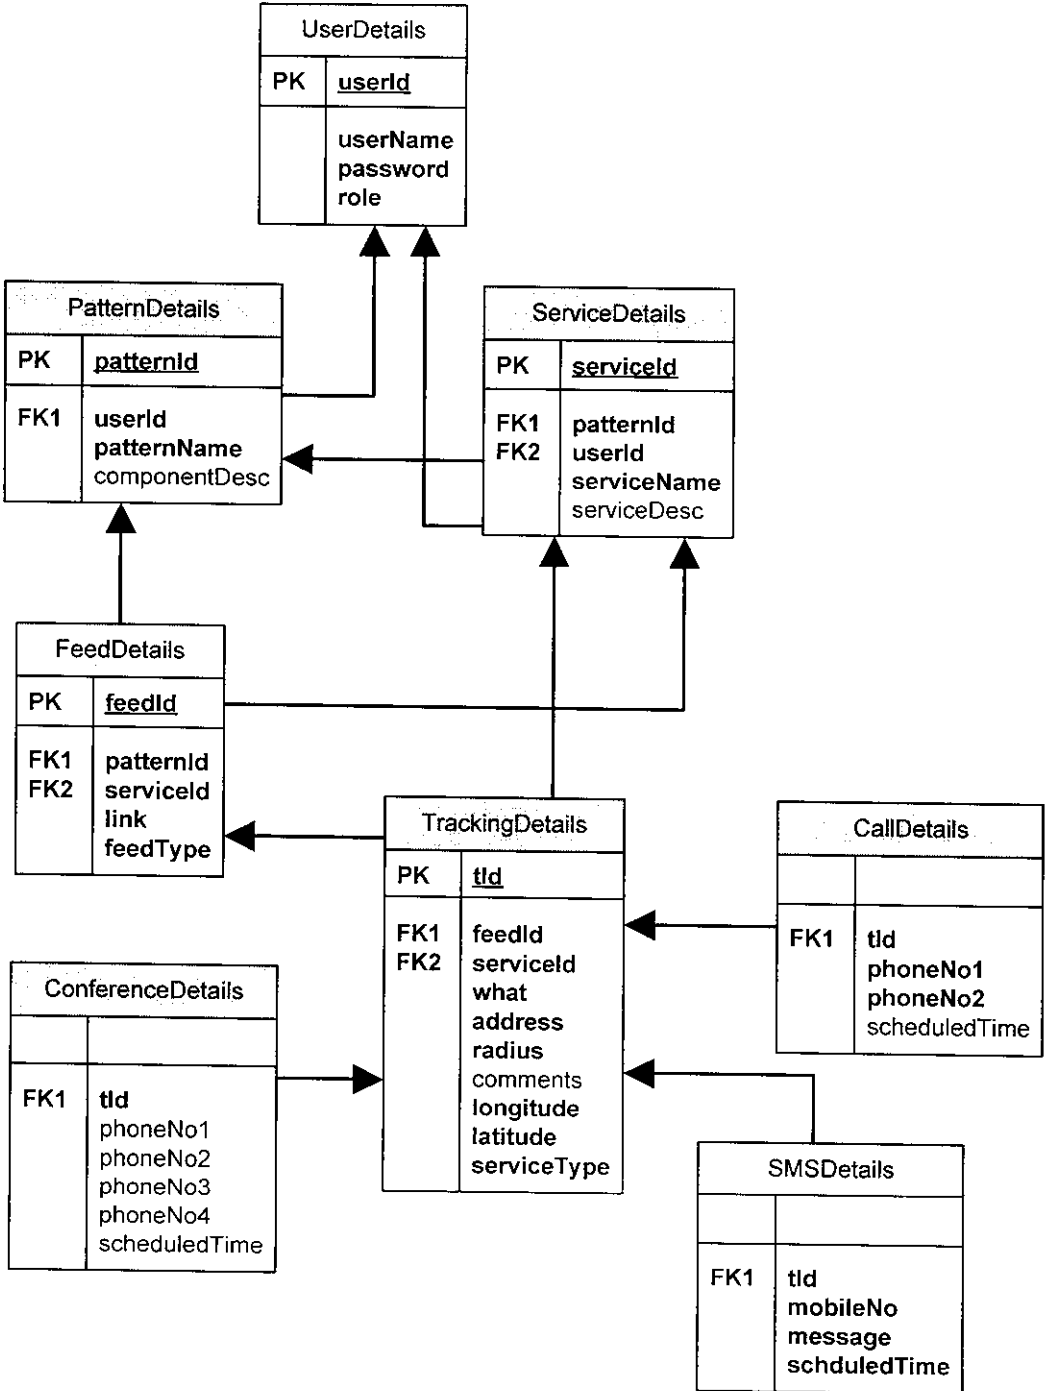 UserDetails
PK userId
userName
password
role
PatternDetails
PK patternId
FK1 userId
patternName
componentDesc
ServiceDetails
PK serviceId
FK1 patternId
FK2 userId
serviceName
serviceDesc
FeedDetails
PK feedId
FK1 patternId
FK2 serviceId
link
feedType
TrackingDetails
PK tId
FK1 feedId
FK2 serviceId
what
address
radius
comments
longitude
latitude
serviceType
CallDetails
FK1 tId
phoneNo1
phoneNo2
scheduledTime
ConferenceDetails
FK1 tId
phoneNo1
phoneNo2
phoneNo3
phoneNo4
scheduledTime
SMSDetails
FK1 tId
mobileNo
message
schduledTime